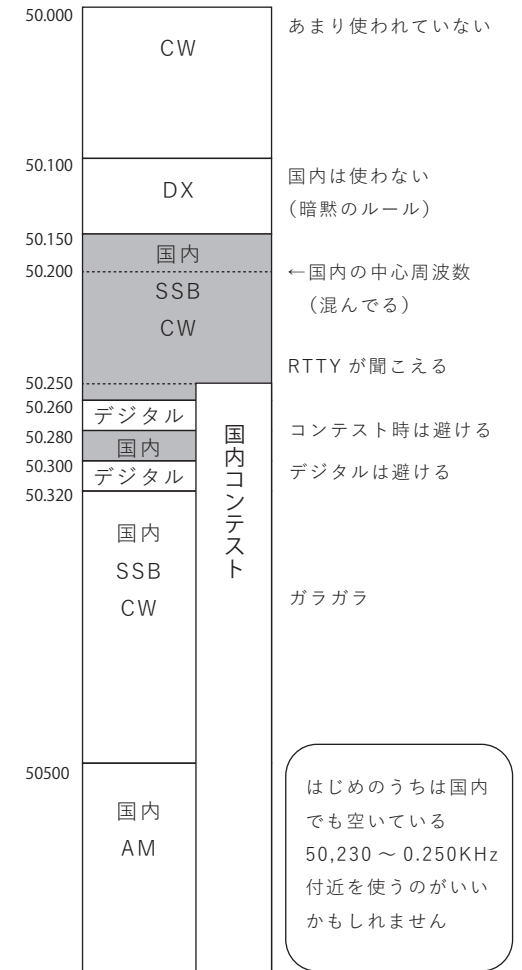 50.000
CW
あまり使われていない
50.100
DX
国内は使わない
(暗黙のルール)
50.150
国内
50.200
←国内の中心周波数
SSB
(混んでる)
CW
RTTY が聞こえる
50.250
50.260
デジタル
コンテスト時は避ける
50.280
国内
50.300
デジタル
デジタルは避ける
50.320
国内コンテスト
国内
SSB
CW
ガラガラ
50500
国内
AM
はじめのうちは国内
でも空いている
50,230 ~ 0.250KHz
付近を使うのがいい
かもしれません